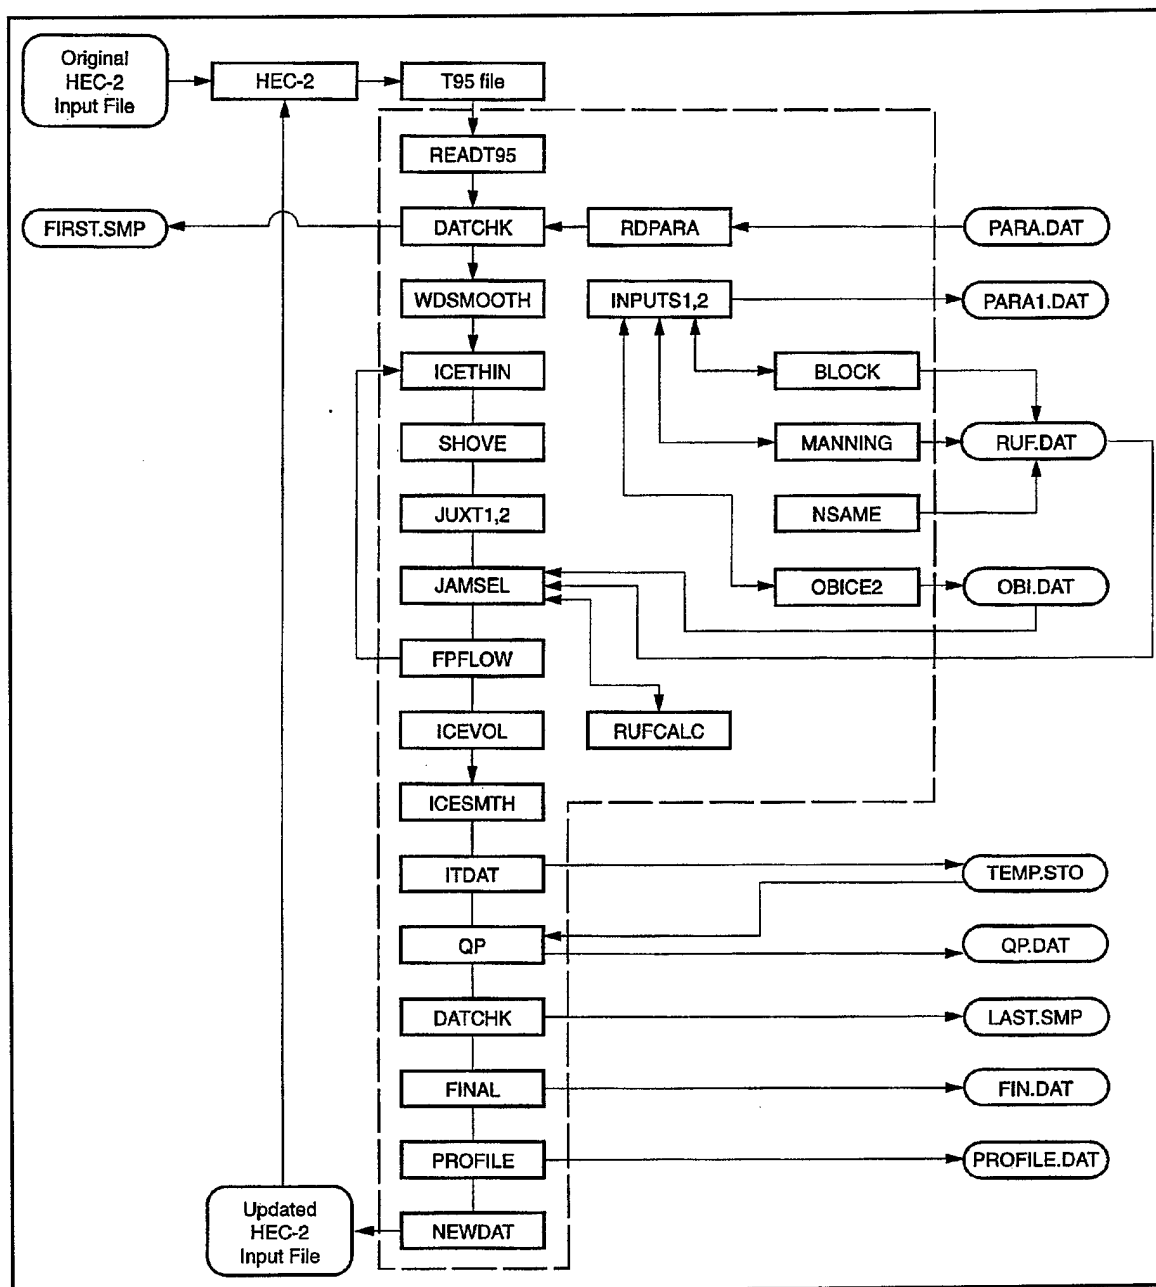 Original
HEC-2
Input File
HEC-2
T95 file
READT95
FIRST.SMP
DATCHK
RDPARA
PARA.DAT
WDSMOOTH
INPUTS1,2
PARA1.DAT
ICETHIN
BLOCK
SHOVE
MANNING
RUF.DAT
JUXT1,2
NSAME
JAMSEL
OBICE2
OBI.DAT
FPFLOW
ICEVOL
RUFCALC
ICESMTH
ITDAT
TEMP.STO
QP
QP.DAT
DATCHK
LAST.SMP
FINAL
FIN.DAT
PROFILE
PROFILE.DAT
Updated
HEC-2
Input File
NEWDAT